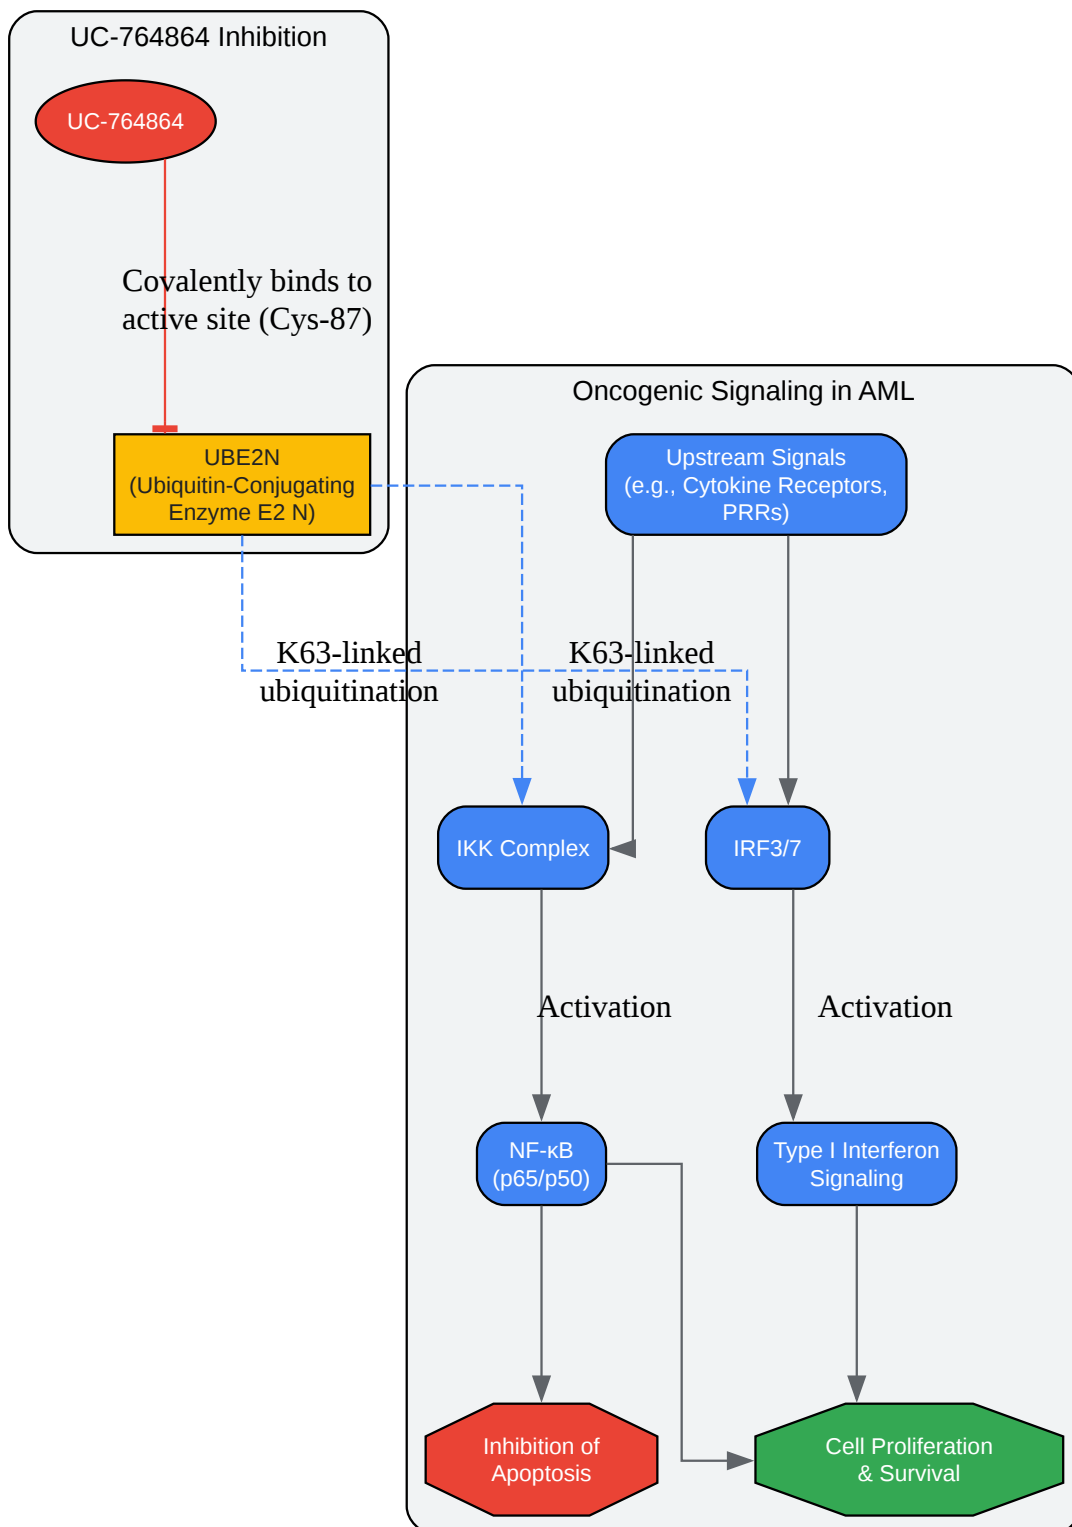 UC-764864 Inhibition
UC-764864
Covalently binds to
active site (Cys-87)
UBE2N
(Ubiquitin-Conjugating
Enzyme E2 N)
Oncogenic Signaling in AML
Upstream Signals
(e.g., Cytokine Receptors,
PRRs)
K63-linked
ubiquitination
K63-linked
ubiquitination
IKK Complex
IRF3/7
Activation
Activation
NF-κB
(p65/p50)
Type I Interferon
Signaling
Inhibition of
Apoptosis
Cell Proliferation
& Survival